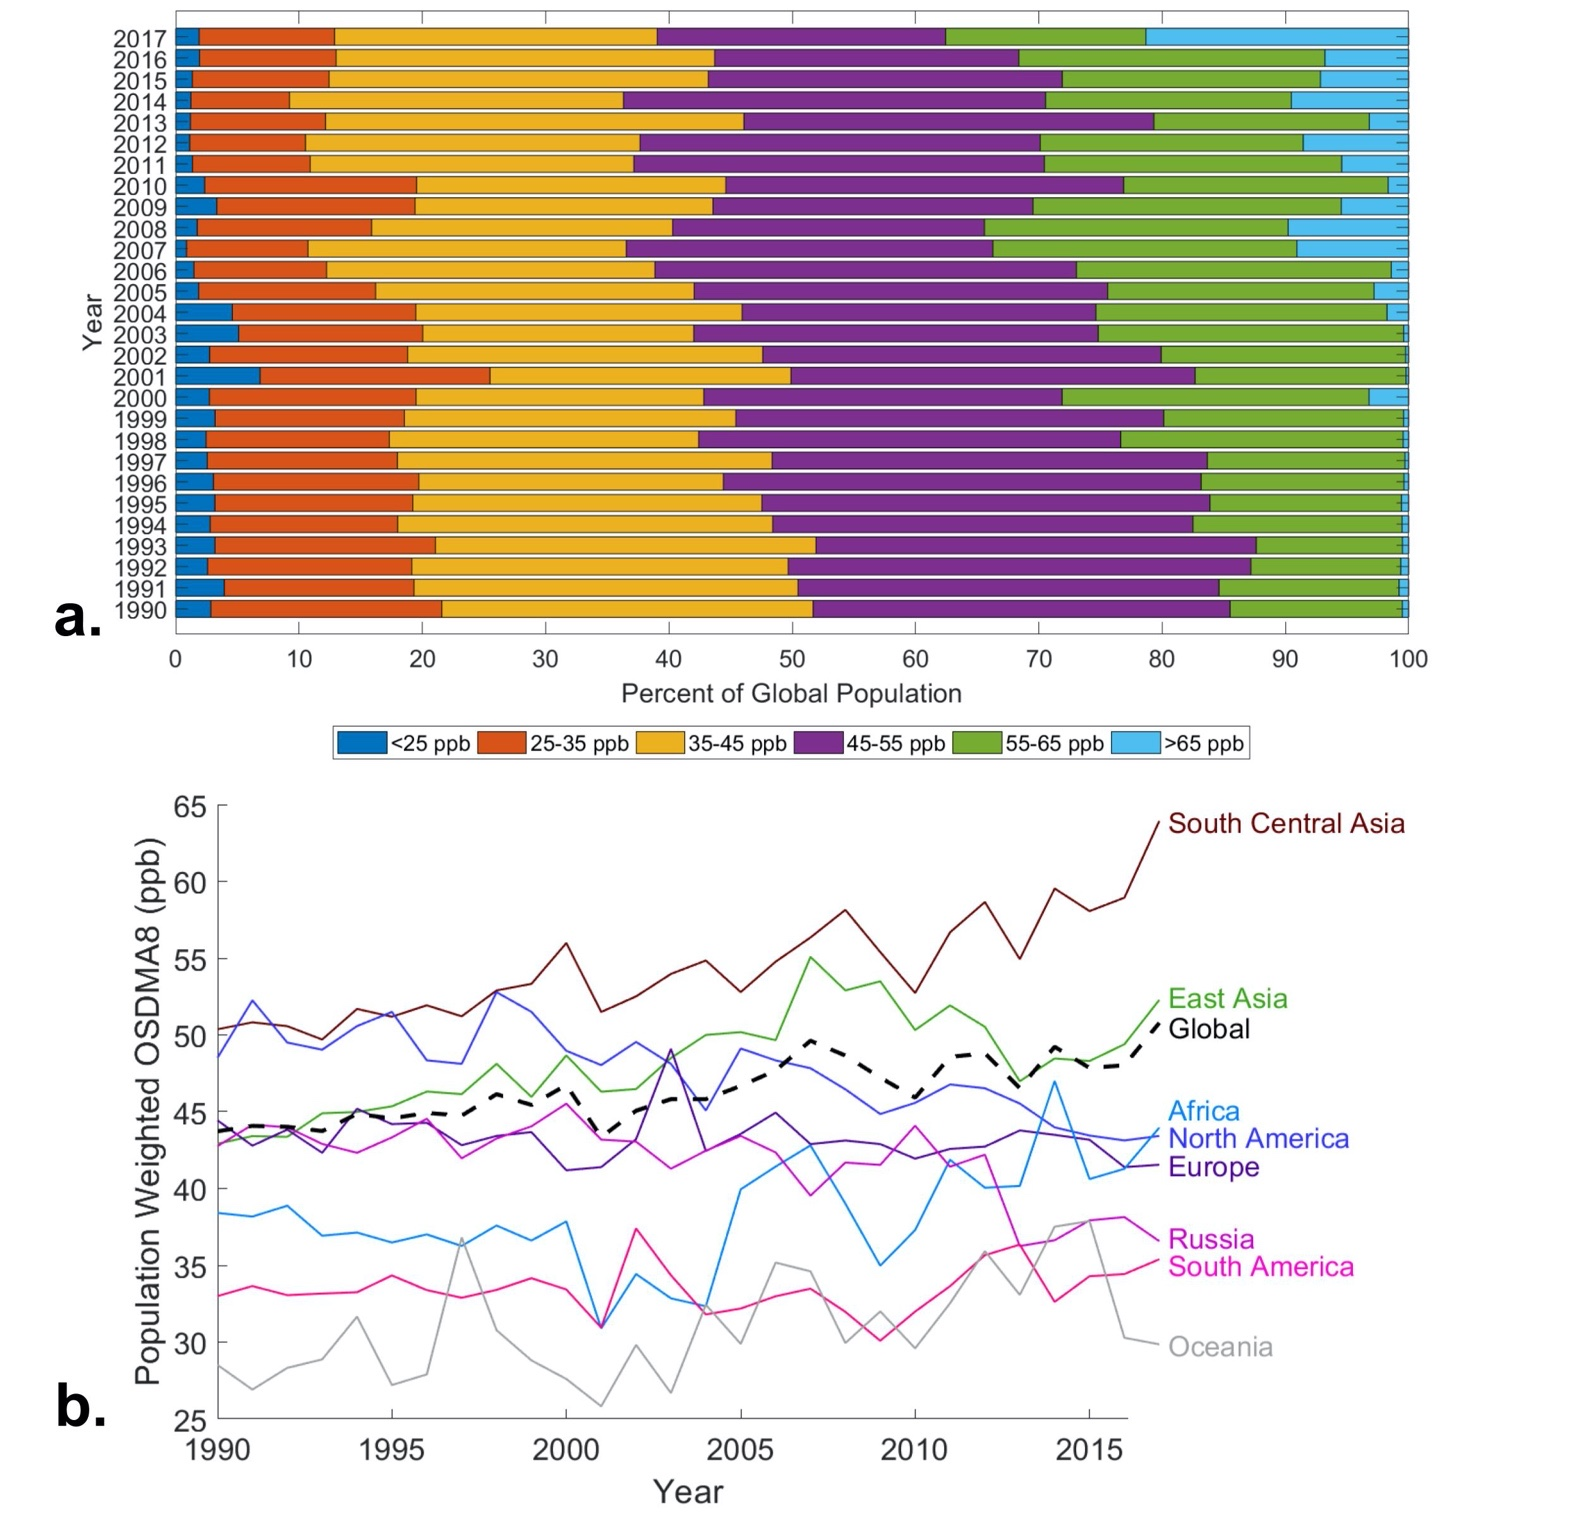 2017
2016
2015
2014
2013
2012
2011
2010
2009
2008
2007
2006
2005
2004
2003
2002
2001
2000
1999
1998
1997
1996
1995
1994
1993
1992
1991
1990
Year
a.
0 10 20 30 40 50 60 70 80 90 100
Percent of Global Population
<25 ppb 25-35 ppb 35-45 ppb 45-55 ppb 55-65 ppb >65 ppb
65
60
55
50
45
40
35
30
25
Population Weighted OSDMA8 (ppb)
South Central Asia
East Asia
Global
Africa
North America
Europe
Russia
South America
Oceania
b.
1990 1995 2000 2005 2010 2015
Year